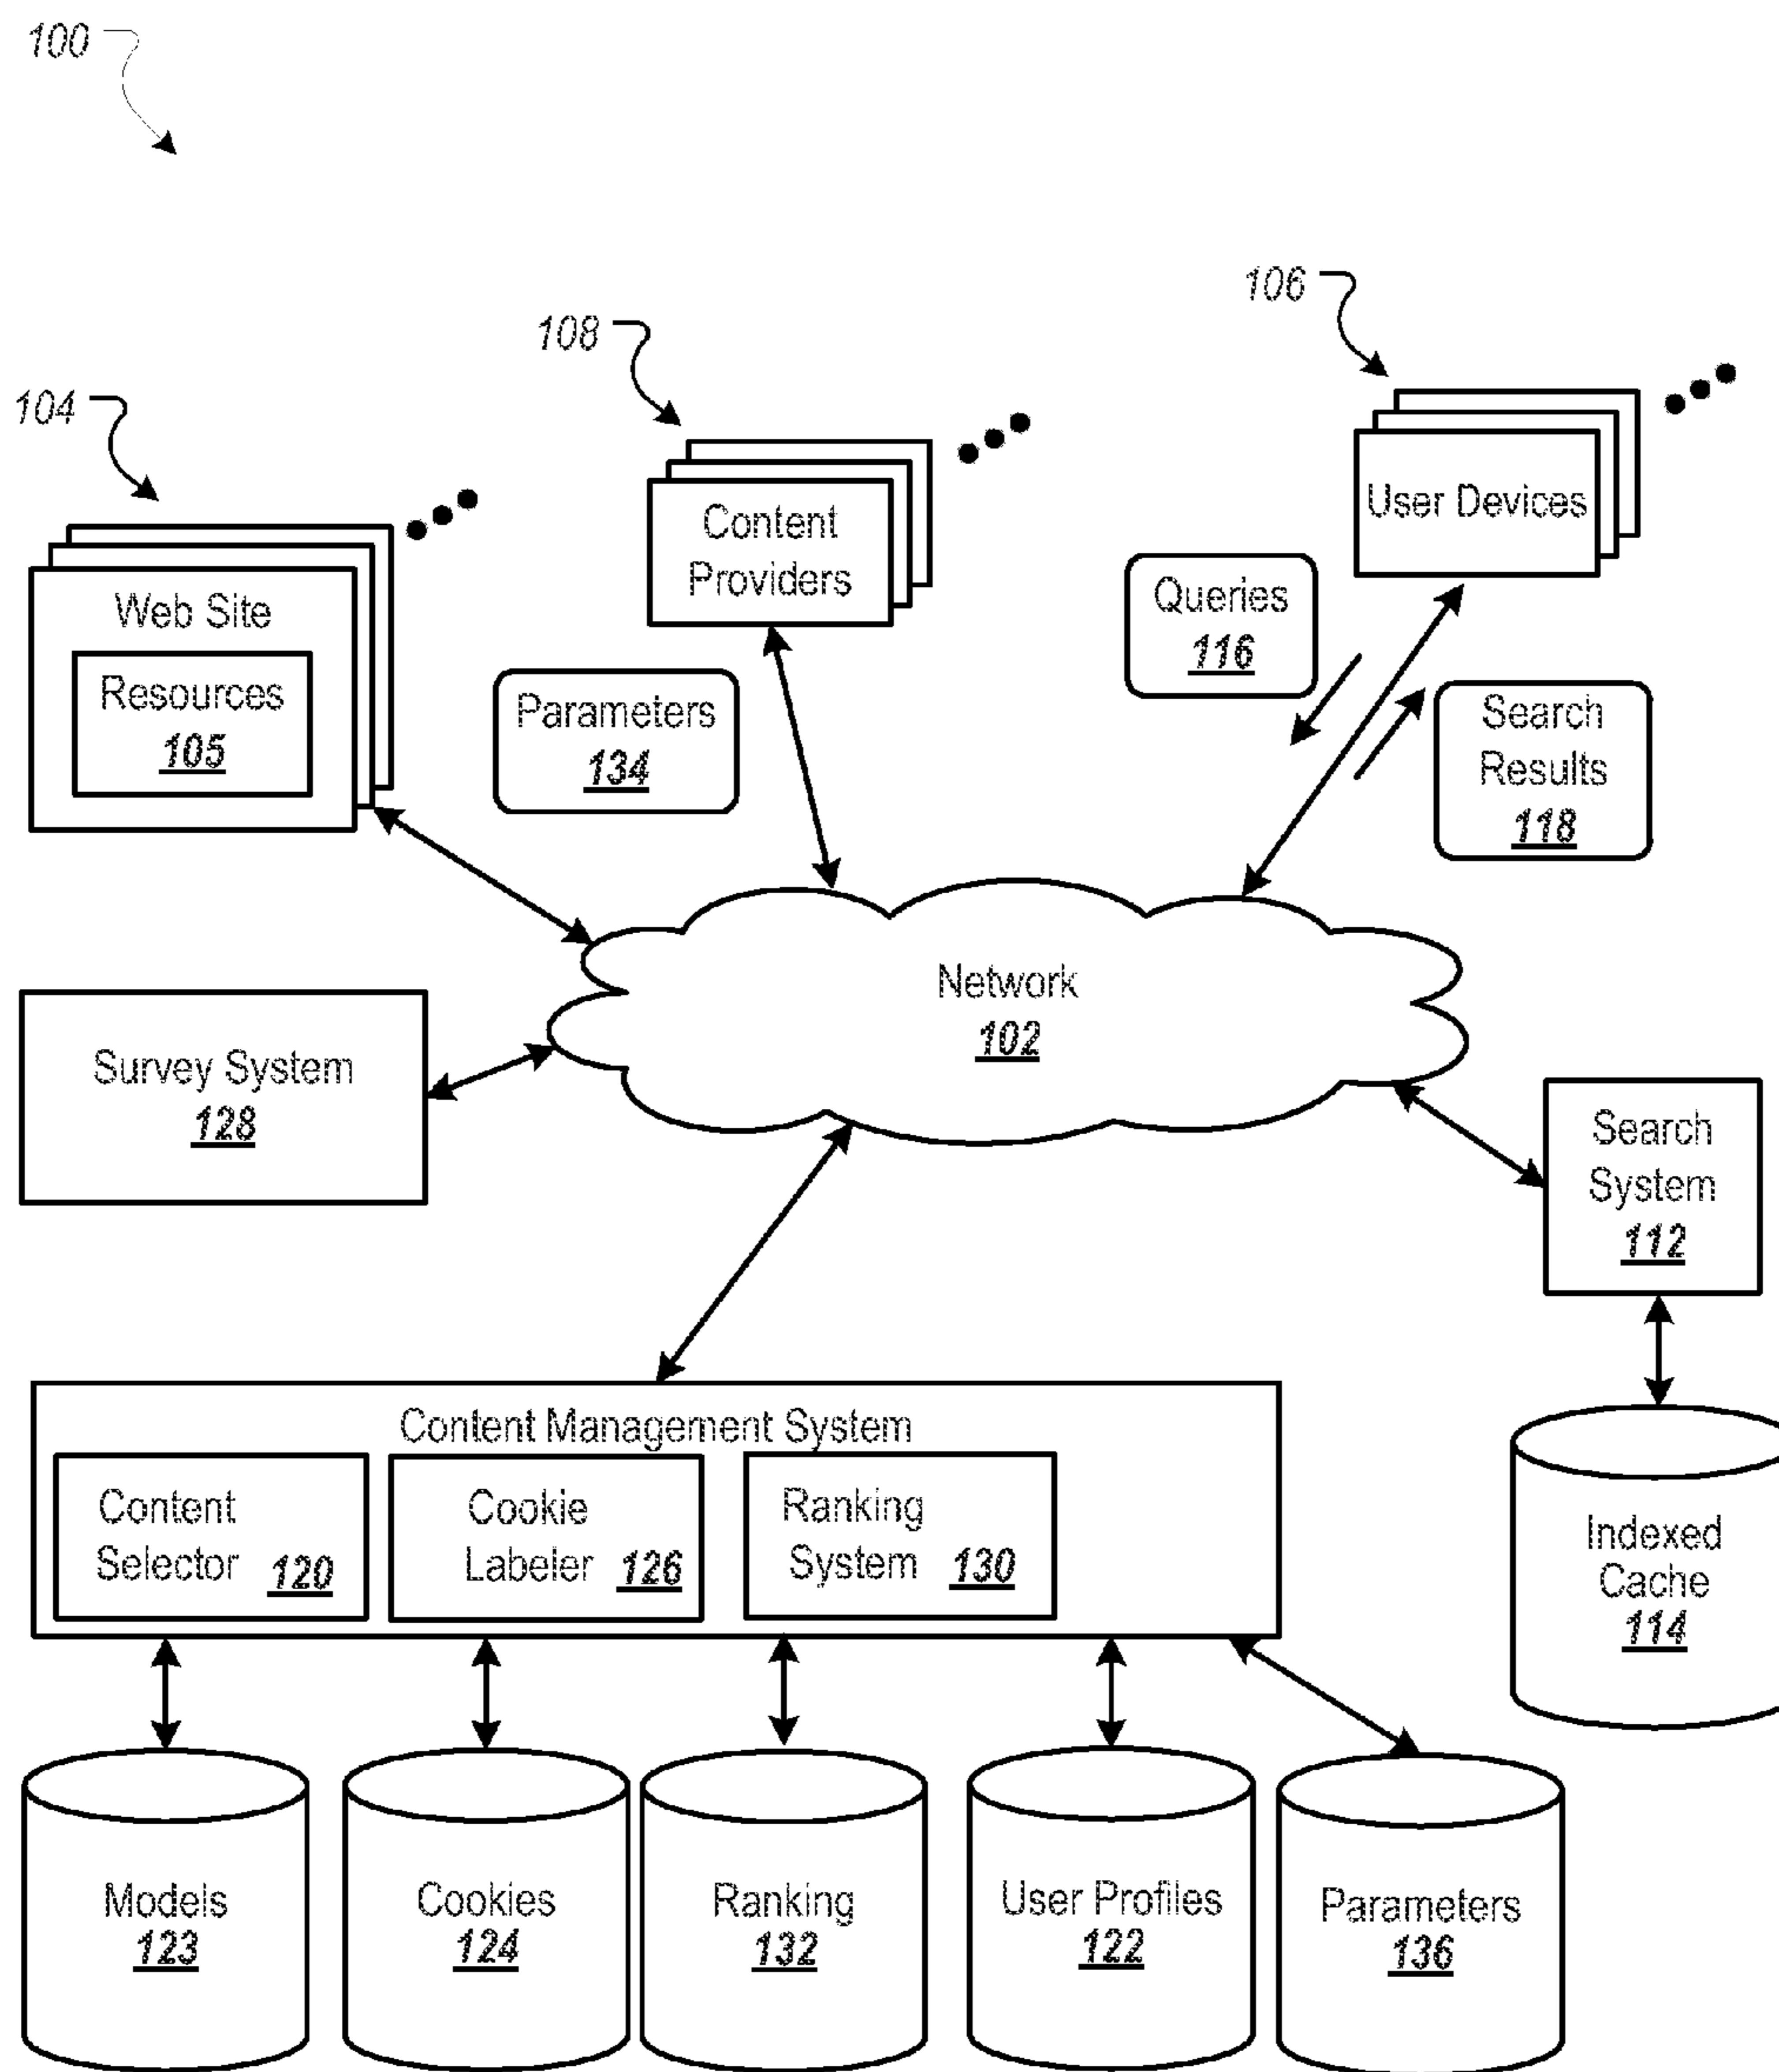 100
106
108
104
User Devices
Content
Providers
Queries
116
Web Site
Resources
105
Parameters
134
Search
Results
118
Network
102
Survey System
128
Search
System
112
Content Management System
Content
Selector 120
Cookie
Labeler 126
Ranking
System 130
Indexed
Cache
114
Models
123
Cookies
124
Ranking
132
User Profiles
122
Parameters
136